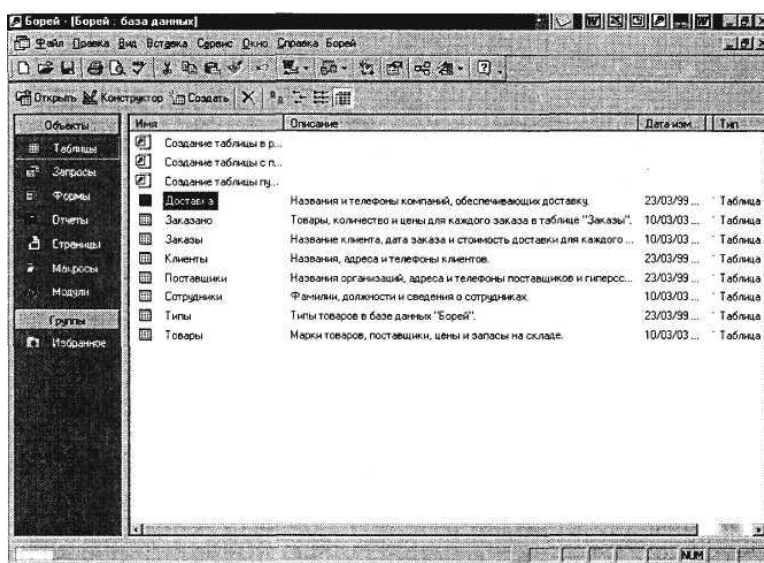 Борей - [Борей : база данных]
Файл Правка Вид Вставка Сервис Окно Справка Борей
Открыть Конструктор Создать
Объекты Имя Описание Дата изм... Тип
Таблицы Создание таблицы в р...
Запросы Создание таблицы с п...
Формы Создание таблицы пу...
Отчеты Доставка Названия и телефоны компаний, обеспечивающих доставку. 23/03/99 ... Таблица
Страницы Заказано Товары, количество и цены для каждого заказа в таблице "Заказы". 10/03/03 ... Таблица
Макросы Заказы Название клиента, дата заказа и стоимость доставки для каждого ... 10/03/03 ... Таблица
Модули Клиенты Названия, адреса и телефоны клиентов. 23/03/99 ... Таблица
Группы Поставщики Названия организаций, адреса и телефоны поставщиков и гиперсс... 23/03/99 ... Таблица
Избранное Сотрудники Фамилии, должности и сведения о сотрудниках. 10/03/03 ... Таблица
Типы Типы товаров в базе данных "Борей". 23/03/99 ... Таблица
Товары Марки товаров, поставщики, цены и запасы на складе. 10/03/03 ... Таблица
NUM